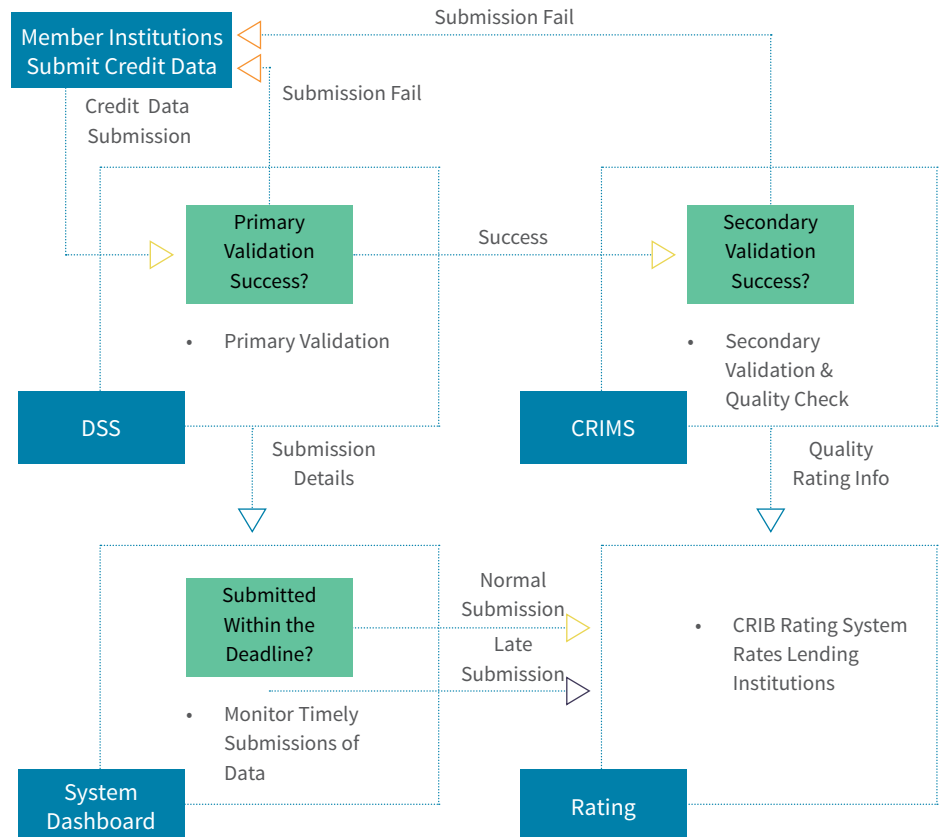 Submission Fail
Member Institutions
Submit Credit Data
Submission Fail
Credit Data
Submission
Primary
Validation
Success?
Success
Secondary
Validation
Success?
• Primary Validation
• Secondary
Validation &
Quality Check
DSS
CRIMS
Submission
Details
Quality
Rating Info
Submitted
Within the
Deadline?
Normal
Submission
Late
Submission
• CRIB Rating System
Rates Lending
Institutions
• Monitor Timely
Submissions of
Data
System
Dashboard
Rating